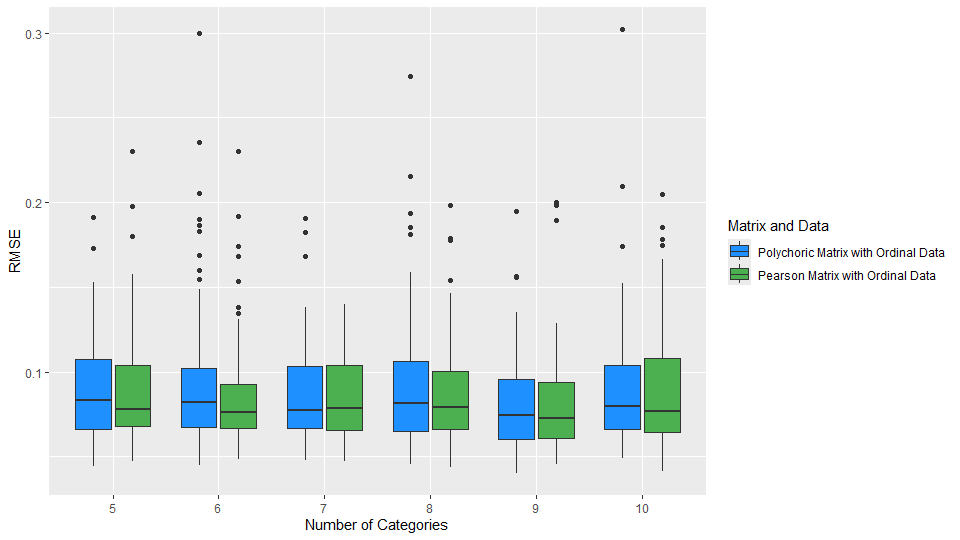 0.3
0.2
0.1
RMSE
5 6 7 8 9 10
Number of Categories
Matrix and Data
Polychoric Matrix with Ordinal Data
Pearson Matrix with Ordinal Data